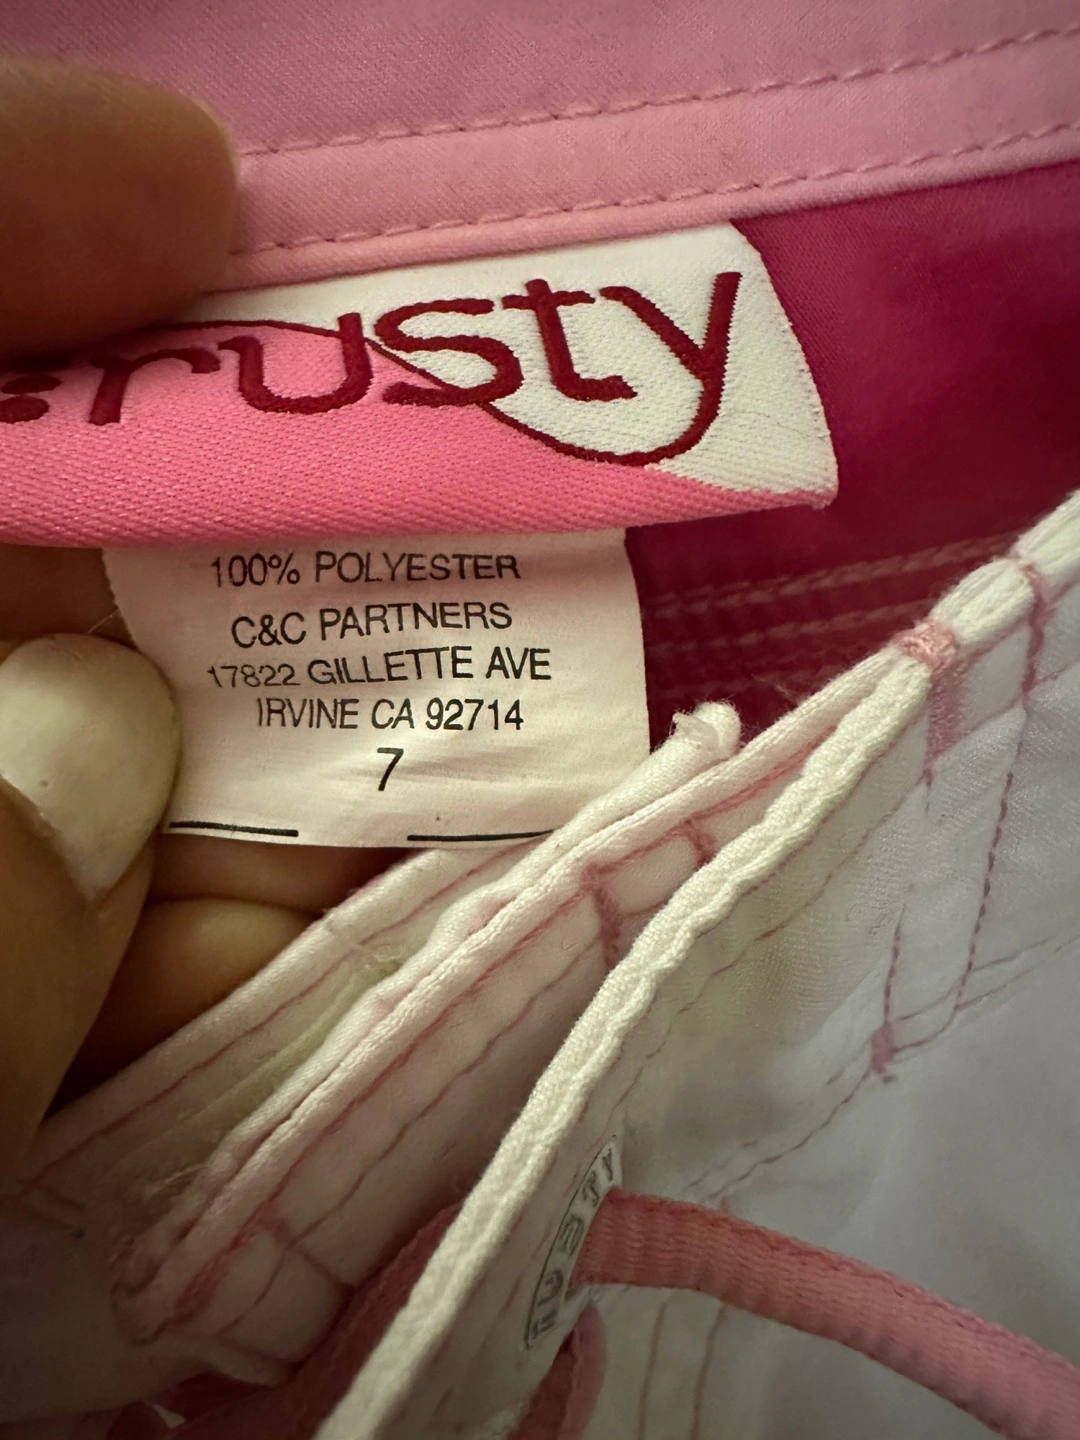 :rusty
100% POLYESTER
C&C PARTNERS
17822 GILLETTE AVE
IRVINE CA 92714
7